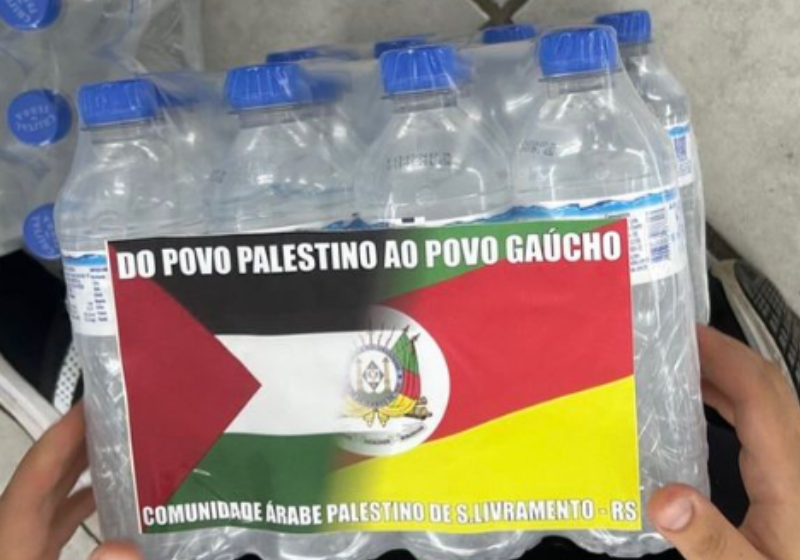 DO POVO PALESTINO AO POVO GAÚCHO
COMUNIDADE ÁRABE PALESTINO DE S.LIVRAMENTO - RS